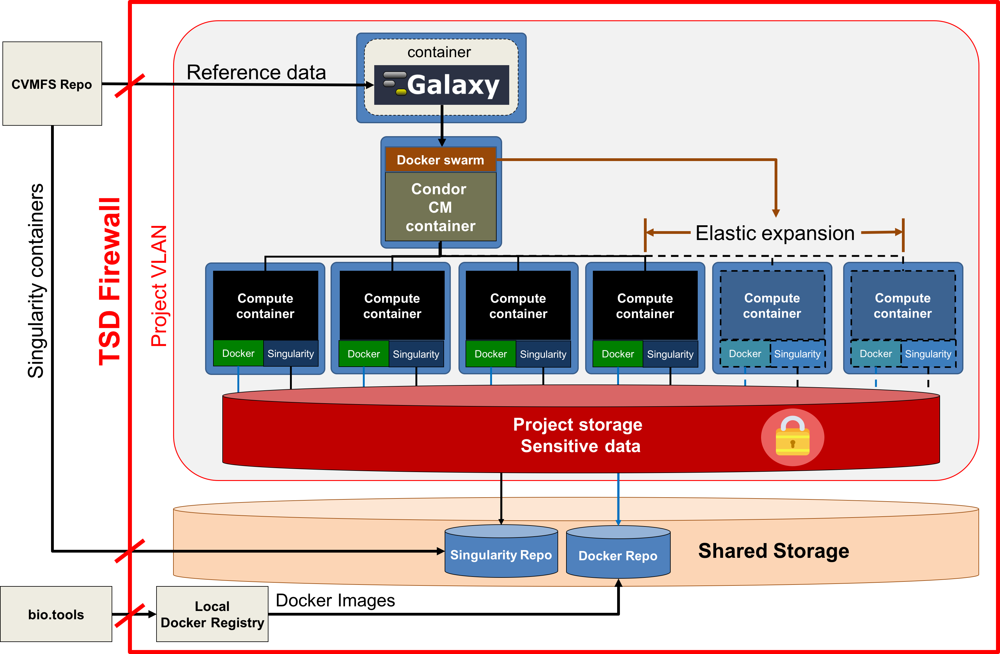 container
Galaxy
CVMFS Repo
Reference data
Docker swarm
Condor
CM
container
Elastic expansion
Singularity containers
TSD Firewall
Project VLAN
Compute
container
Docker
Singularity
Compute
container
Docker
Singularity
Compute
container
Docker
Singularity
Compute
container
Docker
Singularity
Compute
container
Docker
Singularity
Compute
container
Docker
Singularity
Project storage
Sensitive data
Singularity Repo
Docker Repo
Shared Storage
bio.tools
Local
Docker Registry
Docker Images